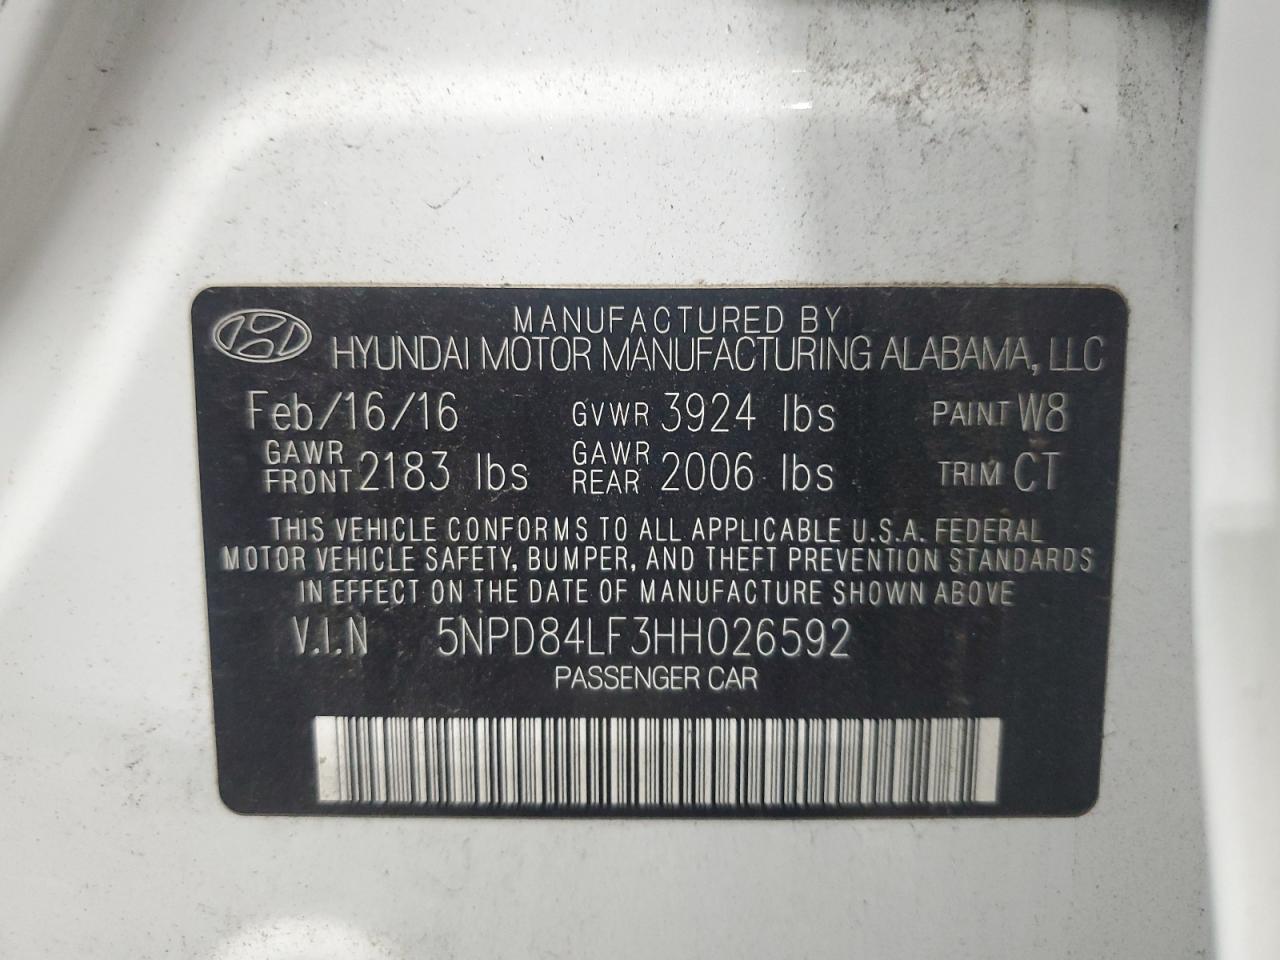 MANUFACTURED BY
HYUNDAI MOTOR MANUFACTURING ALABAMA, LLC
Feb/16/16 GVWR 3924 lbs PAINT W8
GAWR FRONT 2183 lbs GAWR REAR 2006 lbs TRIM CT
THIS VEHICLE CONFORMS TO ALL APPLICABLE U.S.A. FEDERAL
MOTOR VEHICLE SAFETY, BUMPER, AND THEFT PREVENTION STANDARDS
IN EFFECT ON THE DATE OF MANUFACTURE SHOWN ABOVE
V.I.N 5NPD84LF3HH026592
PASSENGER CAR